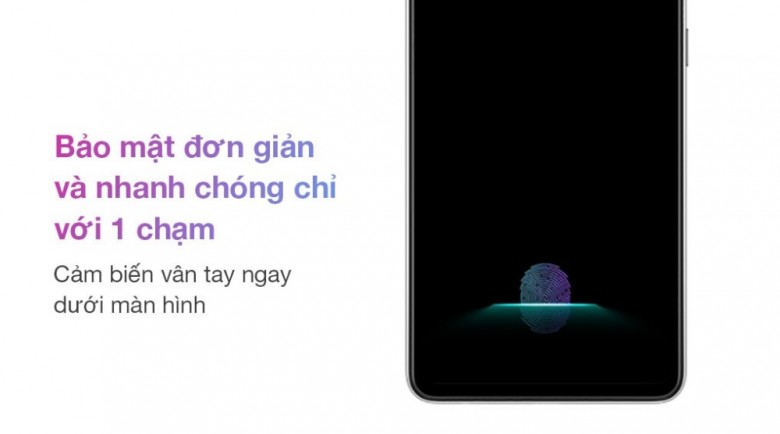 Bảo mật đơn giản
và nhanh chóng chỉ
với 1 chạm
Cảm biến vân tay ngay
dưới màn hình